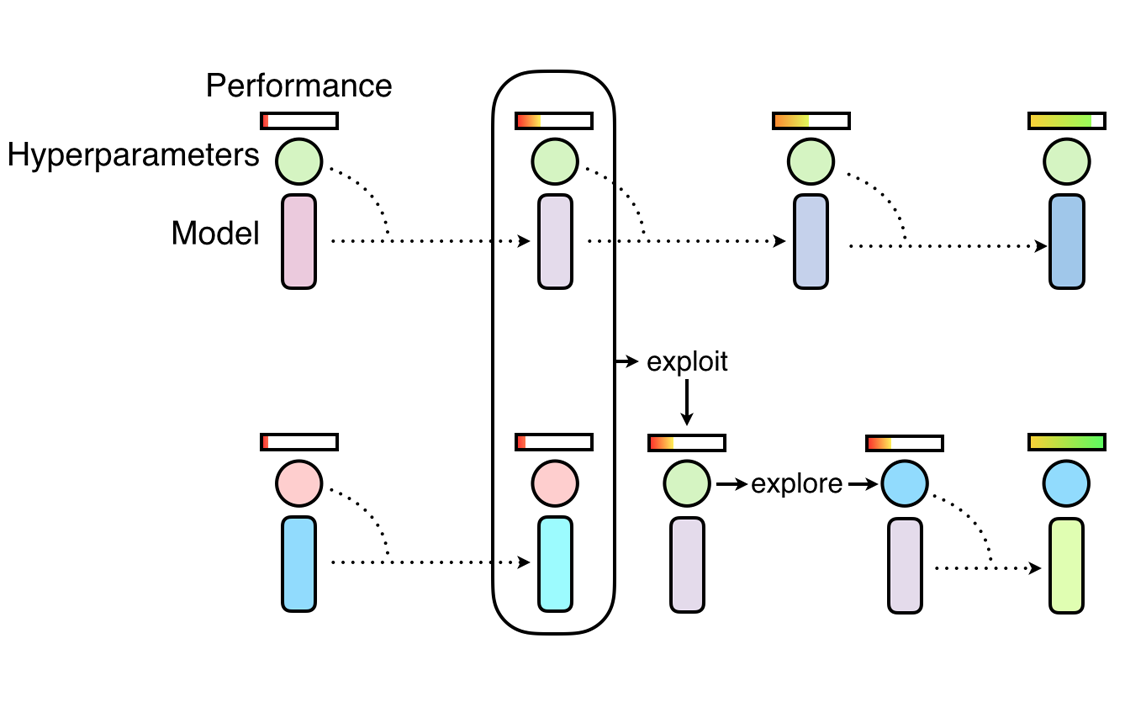 Performance
Hyperparameters
Model
exploit
explore